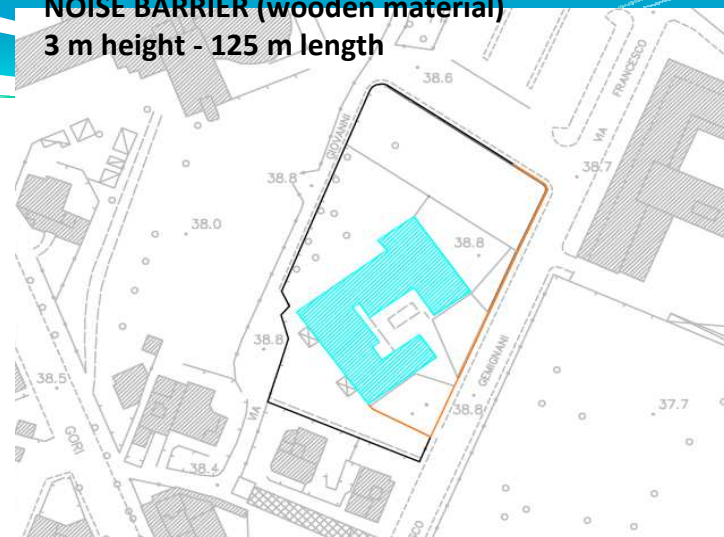 NOISE BARRIER (wooden material)
3 m height - 125 m length
38.6
FRANCESCO
VIA
GIOVANNI
38.7
38.8
38.0
38.8
38.8
38.5
GEMIGNANI
38.8
37.7
VIA
GORI
38.4
CO